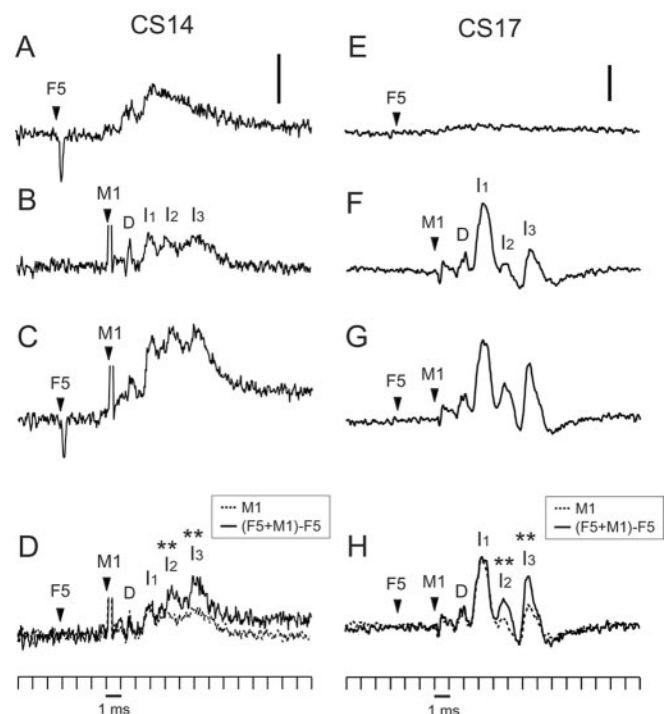 CS14 CS17
A E
F5 F5
B F
M1 D I1 I2 I3
M1 D I1 I2 I3
C G
M1
F5
F5 M1
M1
(F5+M1)-F5
M1
(F5+M1)-F5
D H
F5 M1 D I1 ** I2 ** I3
F5 M1 D I1 ** I2 ** I3
1 ms 1 ms